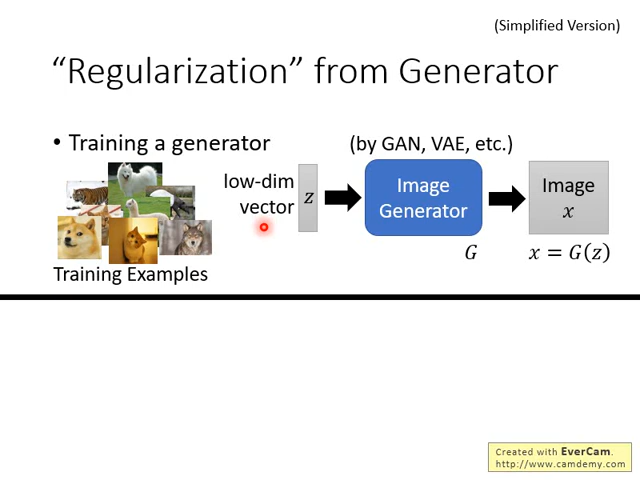 (Simplified Version)
“Regularization” from Generator
• Training a generator
(by GAN, VAE, etc.)
low-dim
vector
z
Image
Generator
Image
x
G
x = G(z)
Training Examples
Created with EverCam.
http://www.camdemy.com